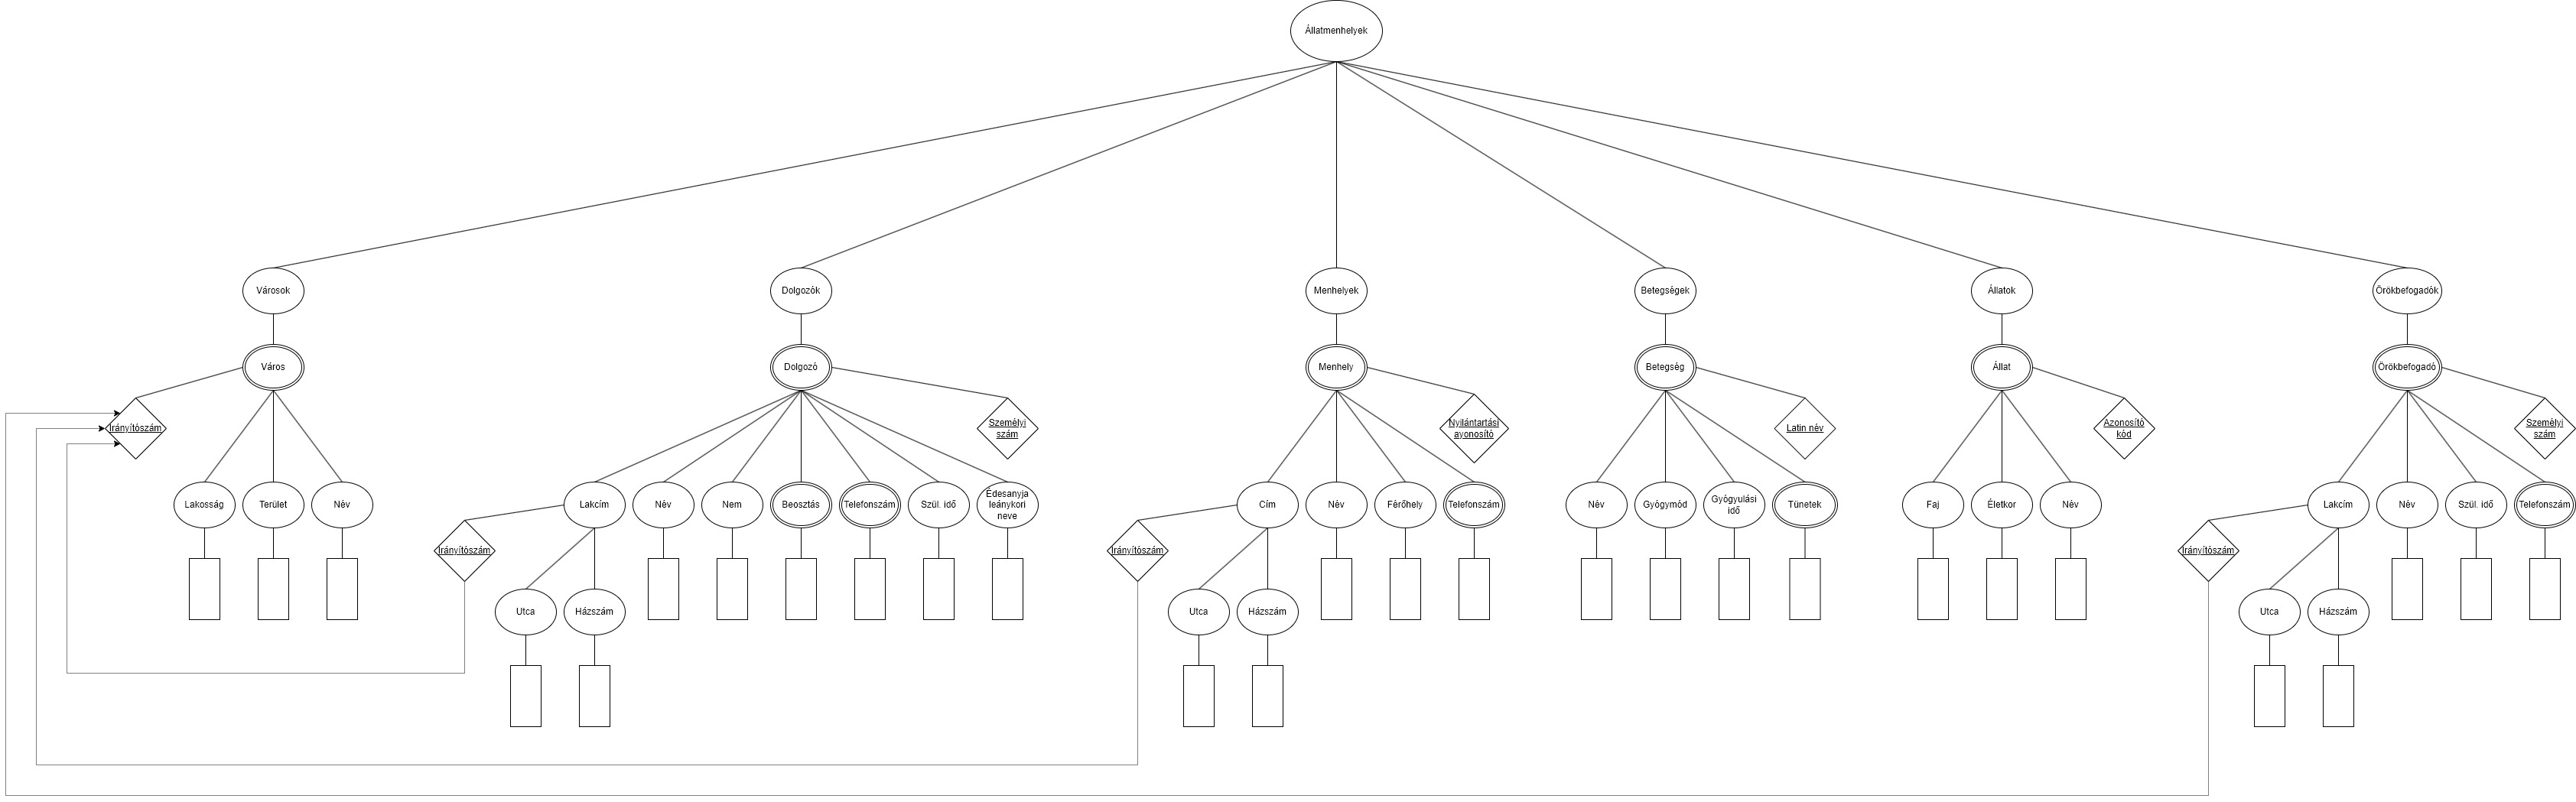 Állatmenhelyek
Városok
Dolgozók
Menhelyek
Betegségek
Állatok
Örökbefogadók
Város
Dolgozó
Menhely
Betegség
Állat
Örökbefogadó
Irányítószám
Személyi
szám
Nyilántartási
ayonosító
Latin név
Azonosító
kód
Személyi
szám
Lakosság
Terület
Név
Lakcím
Név
Nem
Beosztás
Telefonszám
Szül. idő
Édesanyja
leánykori
neve
Cím
Név
Férőhely
Telefonszám
Név
Gyógymód
Gyógyulási
idő
Tünetek
Faj
Életkor
Név
Lakcím
Név
Szül. idő
Telefonszám
Irányítószám
Irányítószám
Irányítószám
Utca
Házszám
Utca
Házszám
Utca
Házszám